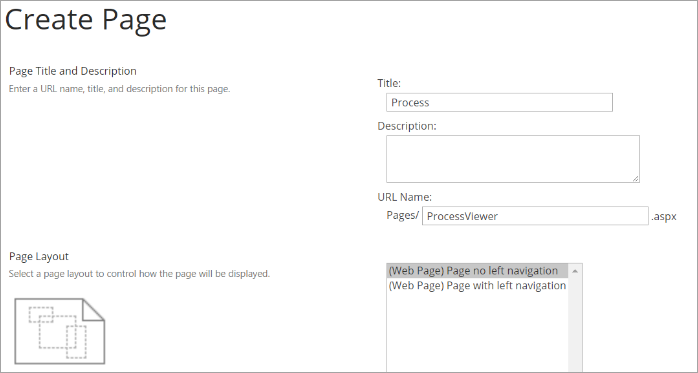 Create Page
Page Title and Description
Enter a URL name, title, and description for this page.
Title:
Process
Description:
URL Name:
Pages/ ProcessViewer .aspx
Page Layout
Select a page layout to control how the page will be displayed.
(Web Page) Page no left navigation
(Web Page) Page with left navigation